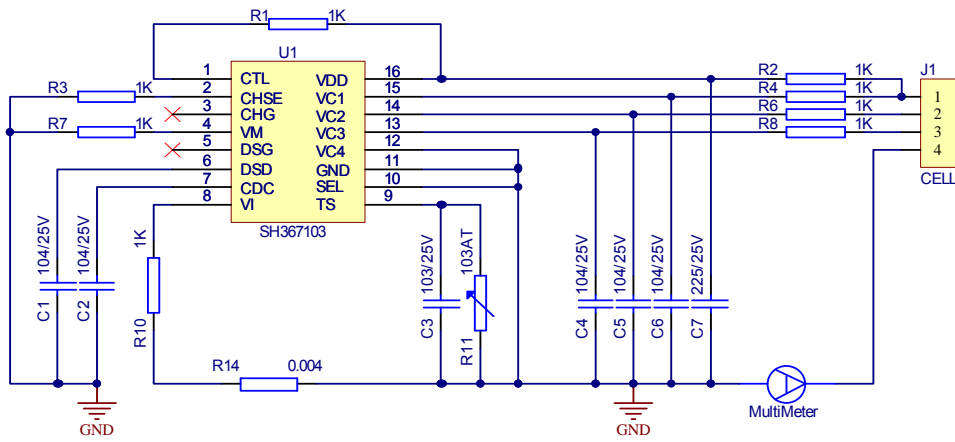 R1 1K
U1
1 CTL VDD 16 R2 1K J1
R3 1K 2 CHSE VC1 15 R4 1K 1
3 CHG VC2 14 R6 1K 2
R7 1K 4 VM VC3 13 R8 1K 3
5 DSG VC4 12 4
6 DSD GND 11 CELL
7 CDC SEL 10
8 VI TS 9
SH367103
104/25V
C1
104/25V
C2
1K
R10
103/25V
C3
103AT
R11
104/25V
C4
104/25V
C5
104/25V
C6
225/25V
C7
R14 0.004
MultiMeter
GND
GND